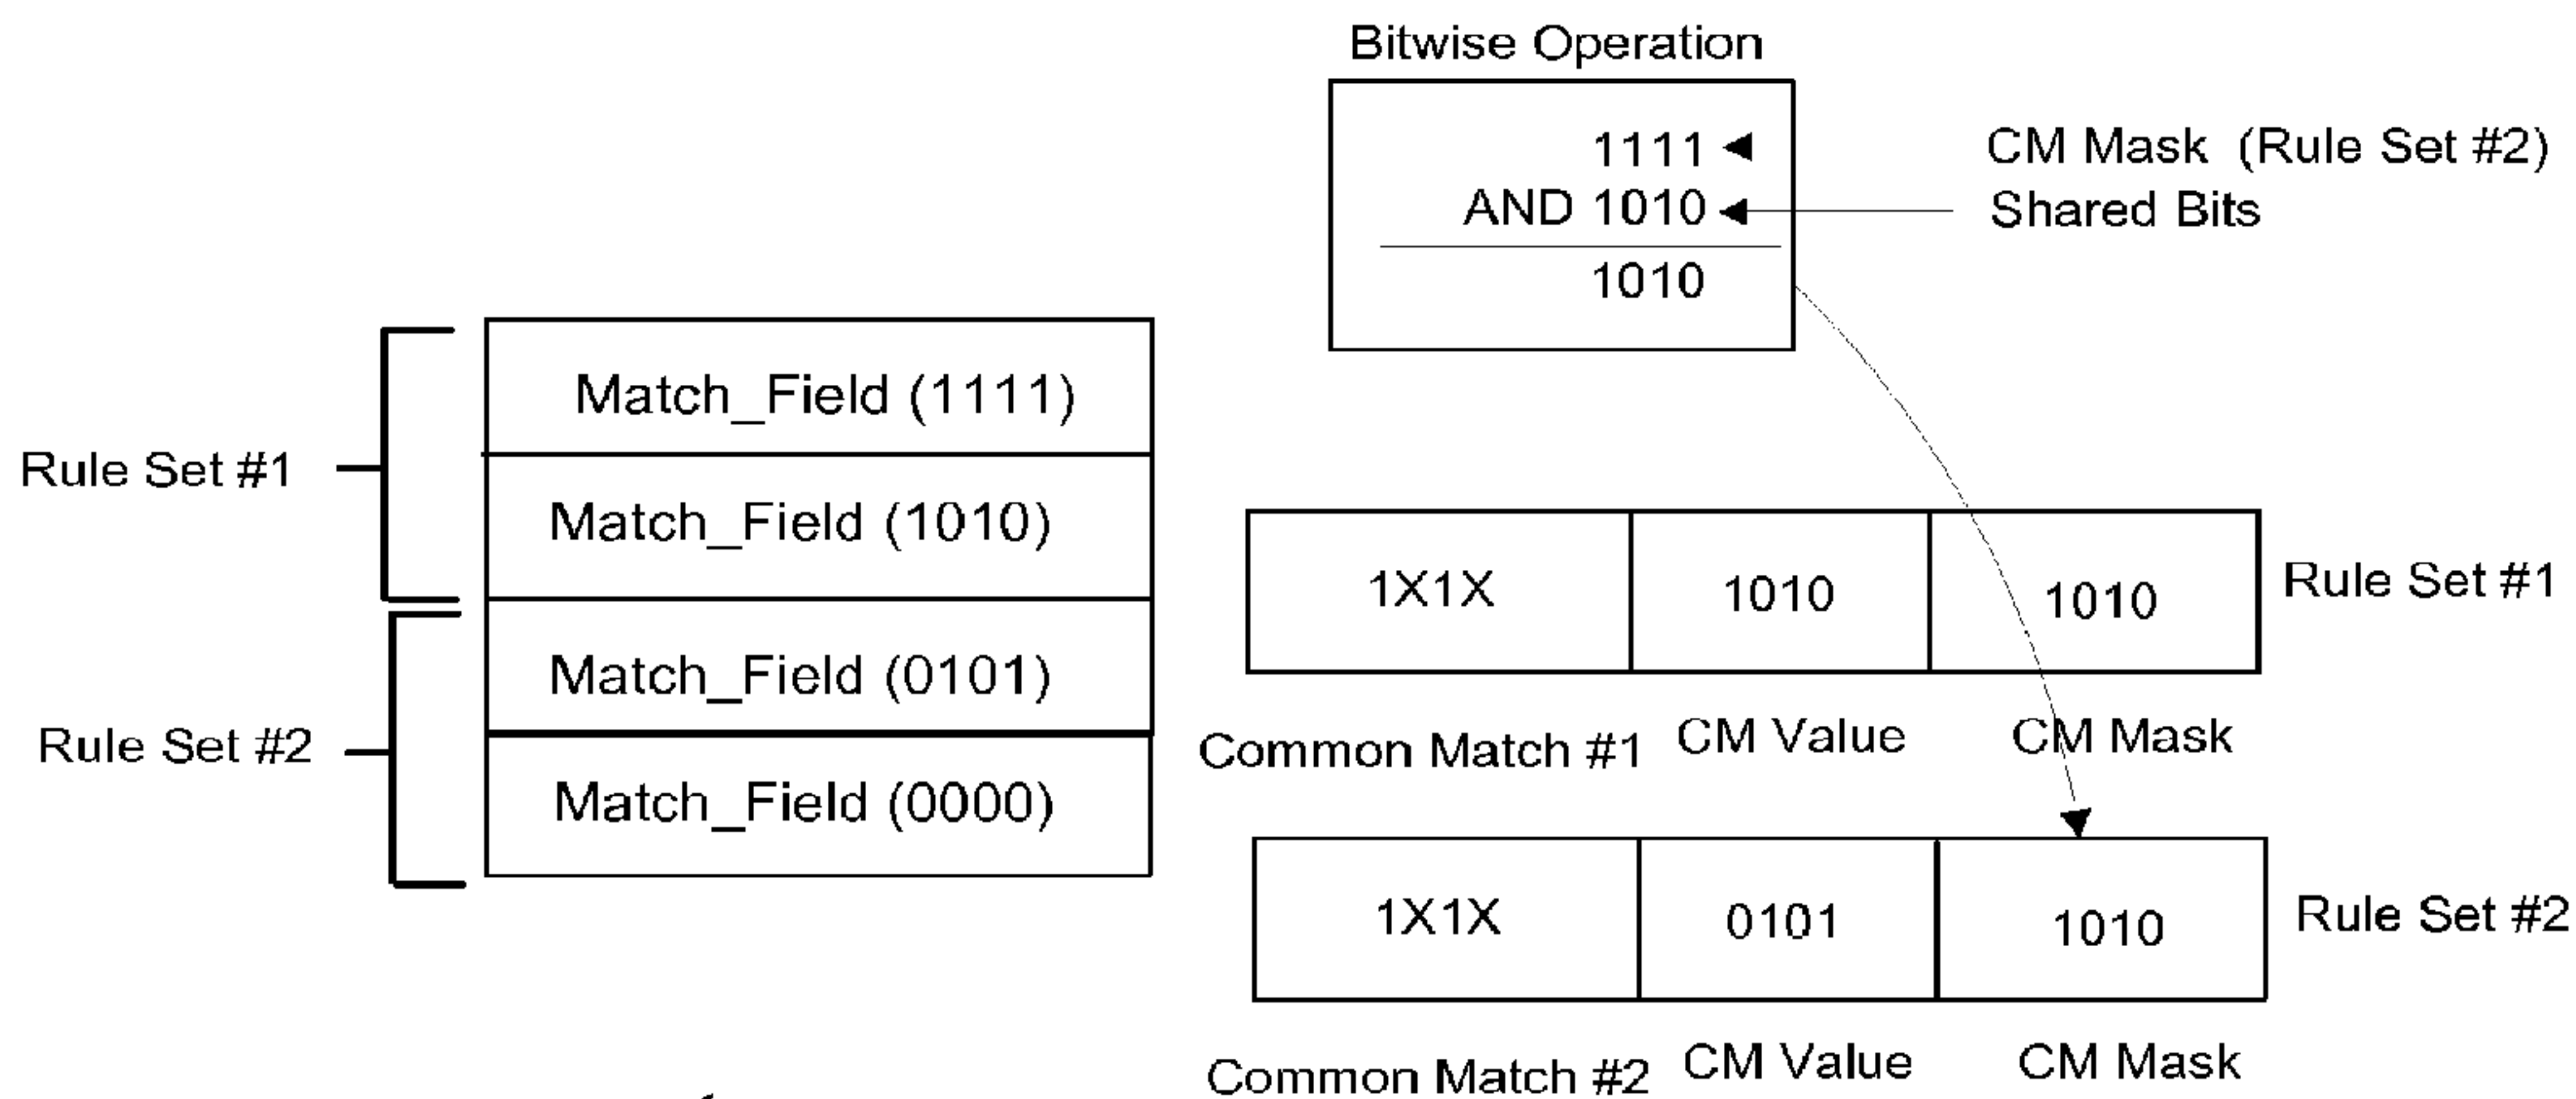 Bitwise Operation
1111
AND 1010
1010
CM Mask (Rule Set #2)
Shared Bits
Rule Set #1
Match_Field (1111)
Match_Field (1010)
Rule Set #2
Match_Field (0101)
Match_Field (0000)
1X1X 1010 1010 Rule Set #1
Common Match #1 CM Value CM Mask
1X1X 0101 1010 Rule Set #2
Common Match #2 CM Value CM Mask